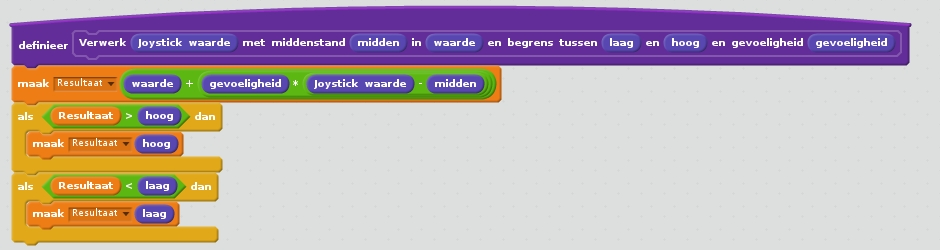 definieer Verwerk Joystick waarde met middenstand midden in waarde en begrens tussen laag en hoog en gevoeligheid gevoeligheid
maak Resultaat waarde + gevoeligheid * Joystick waarde - midden
als Resultaat > hoog dan
maak Resultaat hoog
als Resultaat < laag dan
maak Resultaat laag